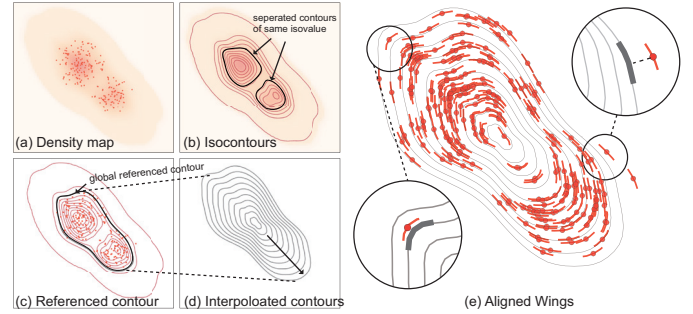 seperated contours
of same isovalue
(a) Density map
(b) Isocontours
global referenced contour
(c) Referenced contour
(d) Interpoloated contours
(e) Aligned Wings